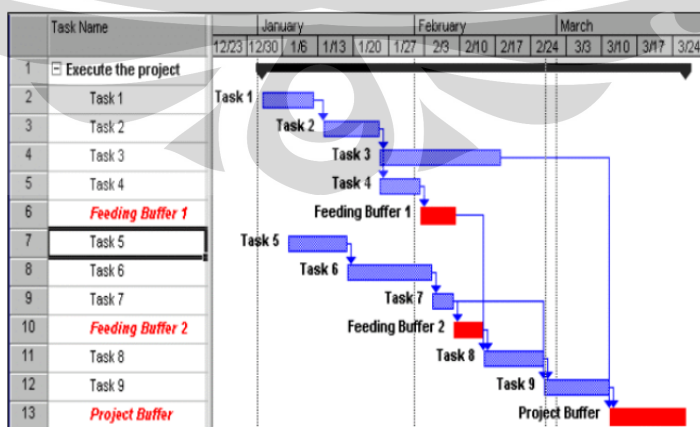 Task Name
January February March
12/23 12/30 1/6 1/13 1/20 1/27 2/3 2/10 2/17 2/24 3/3 3/10 3/17 3/24
1 Execute the project
2 Task 1 Task 1
3 Task 2 Task 2
4 Task 3 Task 3
5 Task 4 Task 4
6 Feeding Buffer 1 Feeding Buffer 1
7 Task 5 Task 5
8 Task 6 Task 6
9 Task 7 Task 7
10 Feeding Buffer 2 Feeding Buffer 2
11 Task 8 Task 8
12 Task 9 Task 9
13 Project Buffer Project Buffer